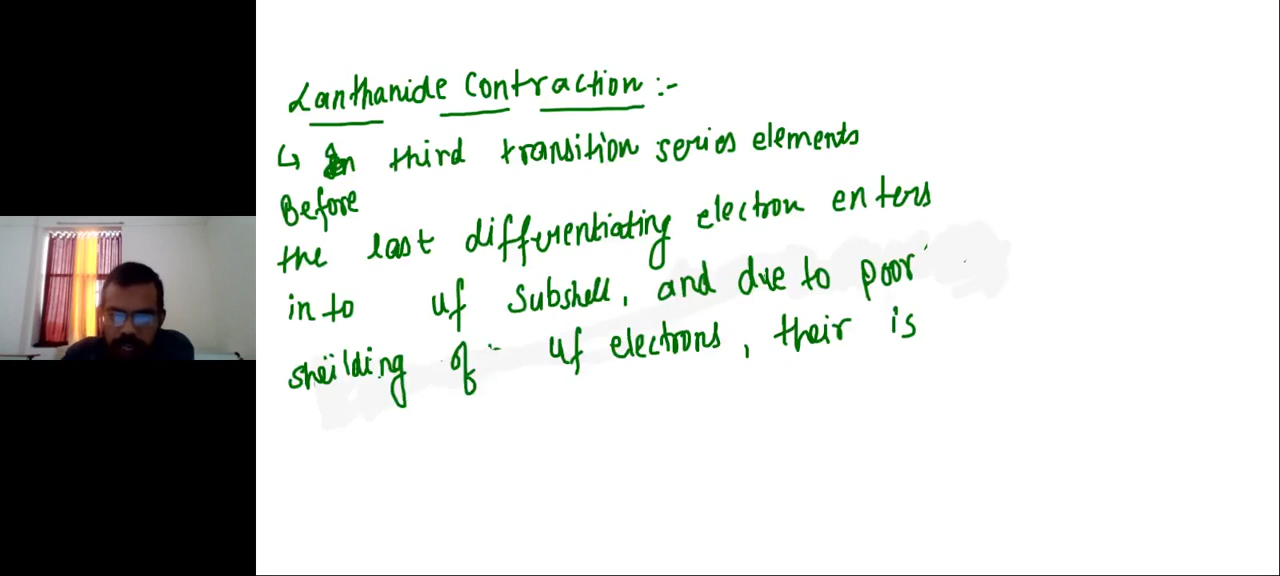 Lanthanide Contraction :-
↳ In third transition series elements
Before
the last differentiating electron enters
in to 4f subshell, and due to poor
sheilding of 4f electrons, their is